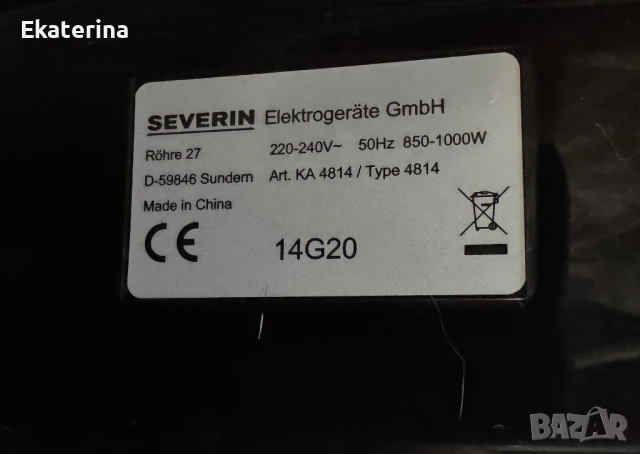 Ekaterina
SEVERIN Elektrogeräte GmbH
Röhre 27 220-240V~ 50Hz 850-1000W
D-59846 Sundern Art. KA 4814 / Type 4814
Made in China
CE 14G20
BAZAR